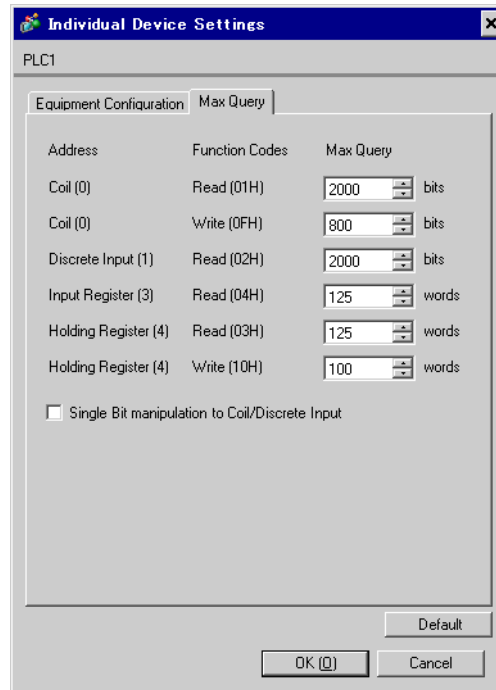 Individual Device Settings
PLC1
Equipment Configuration Max Query
Address Function Codes Max Query
Coil (0) Read (01H) 2000 bits
Coil (0) Write (0FH) 800 bits
Discrete Input (1) Read (02H) 2000 bits
Input Register (3) Read (04H) 125 words
Holding Register (4) Read (03H) 125 words
Holding Register (4) Write (10H) 100 words
Single Bit manipulation to Coil/Discrete Input
Default
OK (O) Cancel